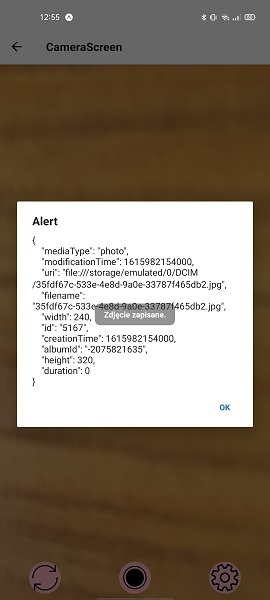 12:55
CameraScreen
Alert
{
"mediaType": "photo",
"modificationTime": 1615982154000,
"uri": "file:///storage/emulated/0/DCIM
/35fdf67c-533e-4e8d-9a0e-33787f465db2.jpg",
"filename":
"35fdf67c-533e-4e8d-9a0e-33787f465db2.jpg",
"width": 240,
Zdjęcie zapisane.
"id": "5167",
"creationTime": 1615982154000,
"albumId": "-2075821635",
"height": 320,
"duration": 0
}
OK